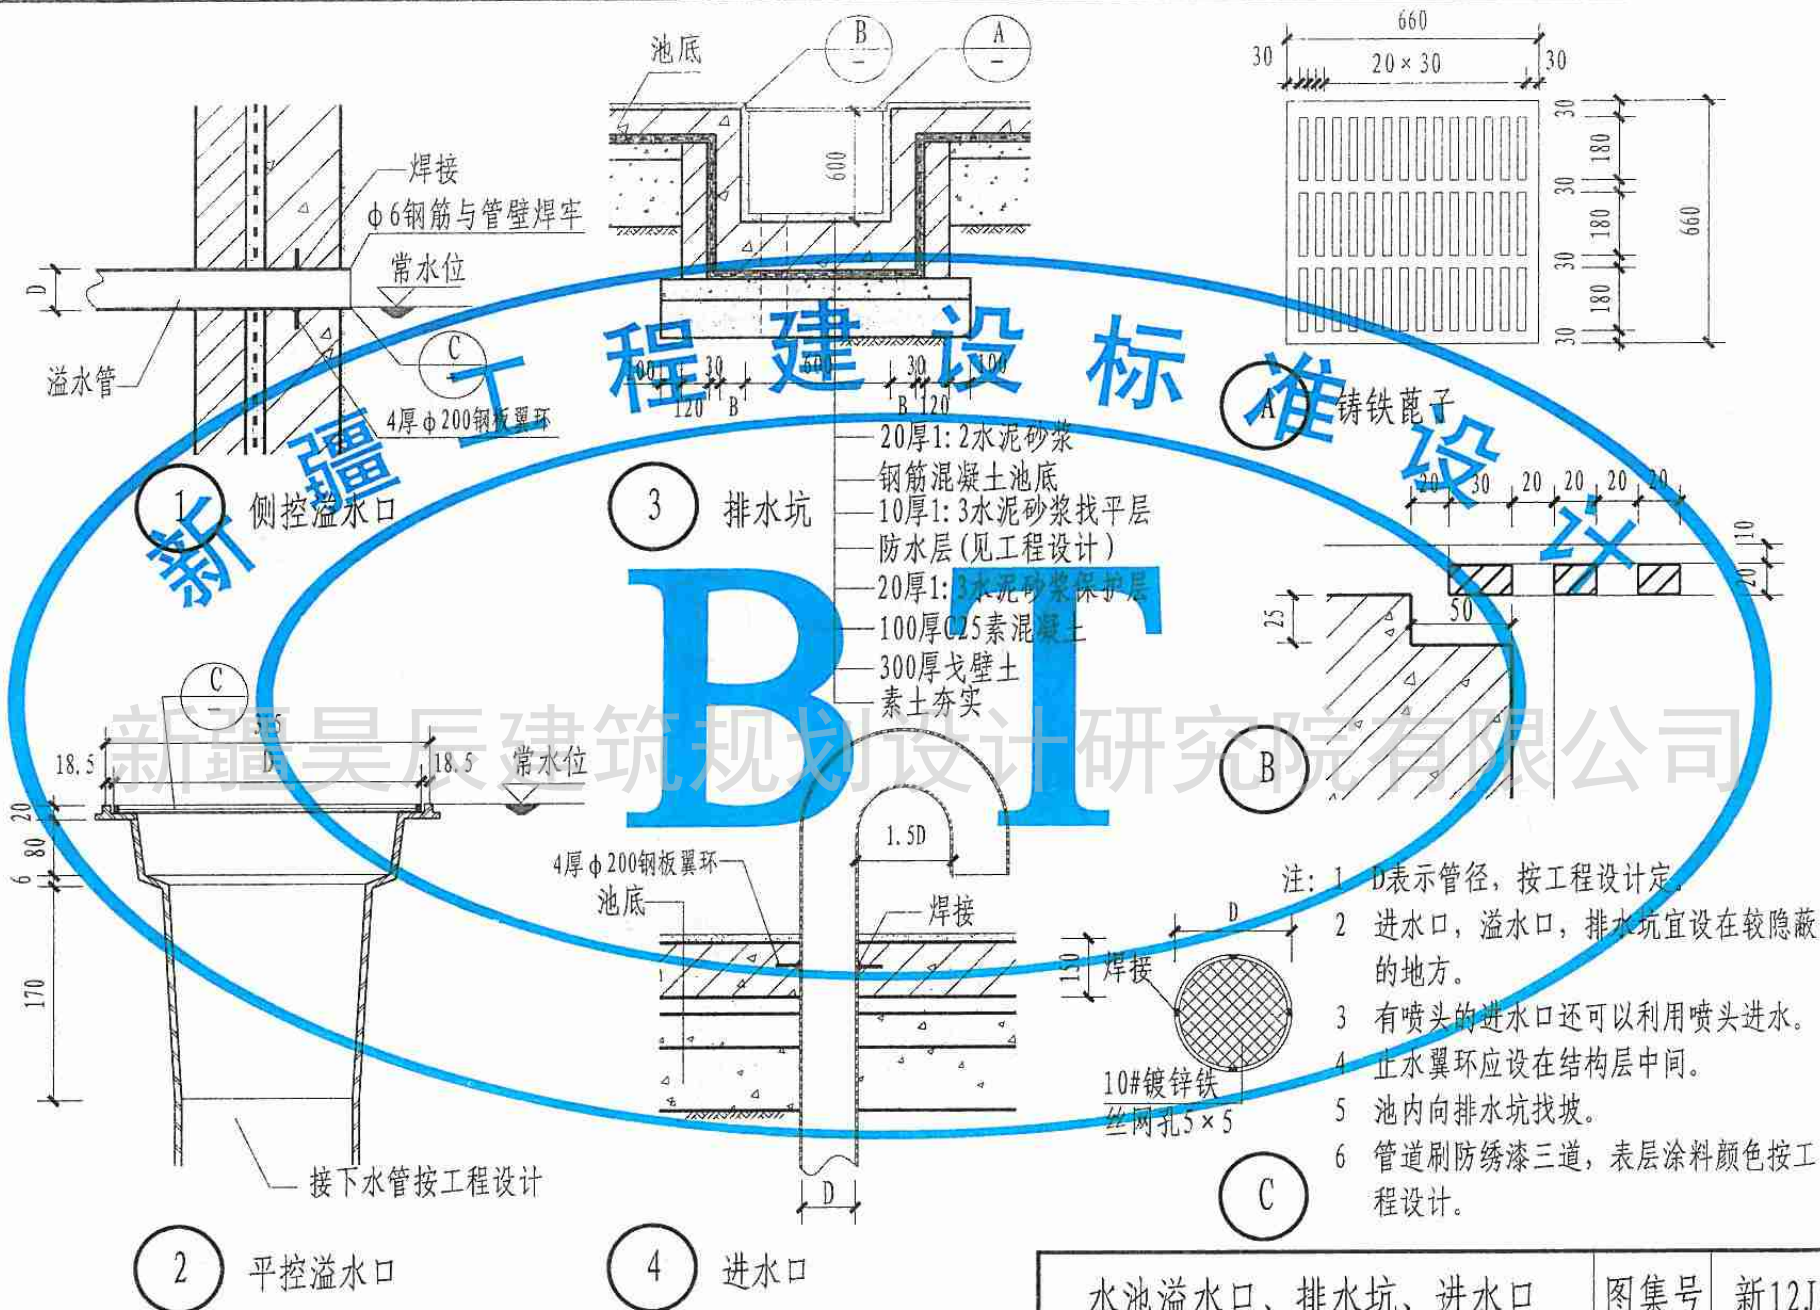 焊接
φ6钢筋与管壁焊牢
常水位
D
C
-
溢水管
4厚φ200钢板翼环
1 侧控溢水口
池底
B
-
A
-
600
100 30 600 30 100
120 B B 120
20厚1:2水泥砂浆
钢筋混凝土池底
10厚1:3水泥砂浆找平层
防水层(见工程设计)
20厚1:3水泥砂浆保护层
100厚C25素混凝土
300厚戈壁土
素土夯实
3 排水坑
660
30 20×30 30
30
180
30
180
30
180
30
660
A 铸铁蓖子
20 30 20 20 20 20
10
20
25
50
B
C
-
375
18.5 D 18.5
常水位
20
80
6
170
接下水管按工程设计
2 平控溢水口
1.5D
4厚φ200钢板翼环
池底
焊接
150
D
4 进水口
D
焊接
10#镀锌铁
丝网孔5×5
C
注: 1 D表示管径，按工程设计定。
2 进水口，溢水口，排水坑宜设在较隐蔽
的地方。
3 有喷头的进水口还可以利用喷头进水。
4 止水翼环应设在结构层中间。
5 池内向排水坑找坡。
6 管道刷防绣漆三道，表层涂料颜色按工
程设计。
水池溢水口、排水坑、进水口 图集号 新12J
新疆工程建设标准设计
BT
新疆昊辰建筑规划设计研究院有限公司